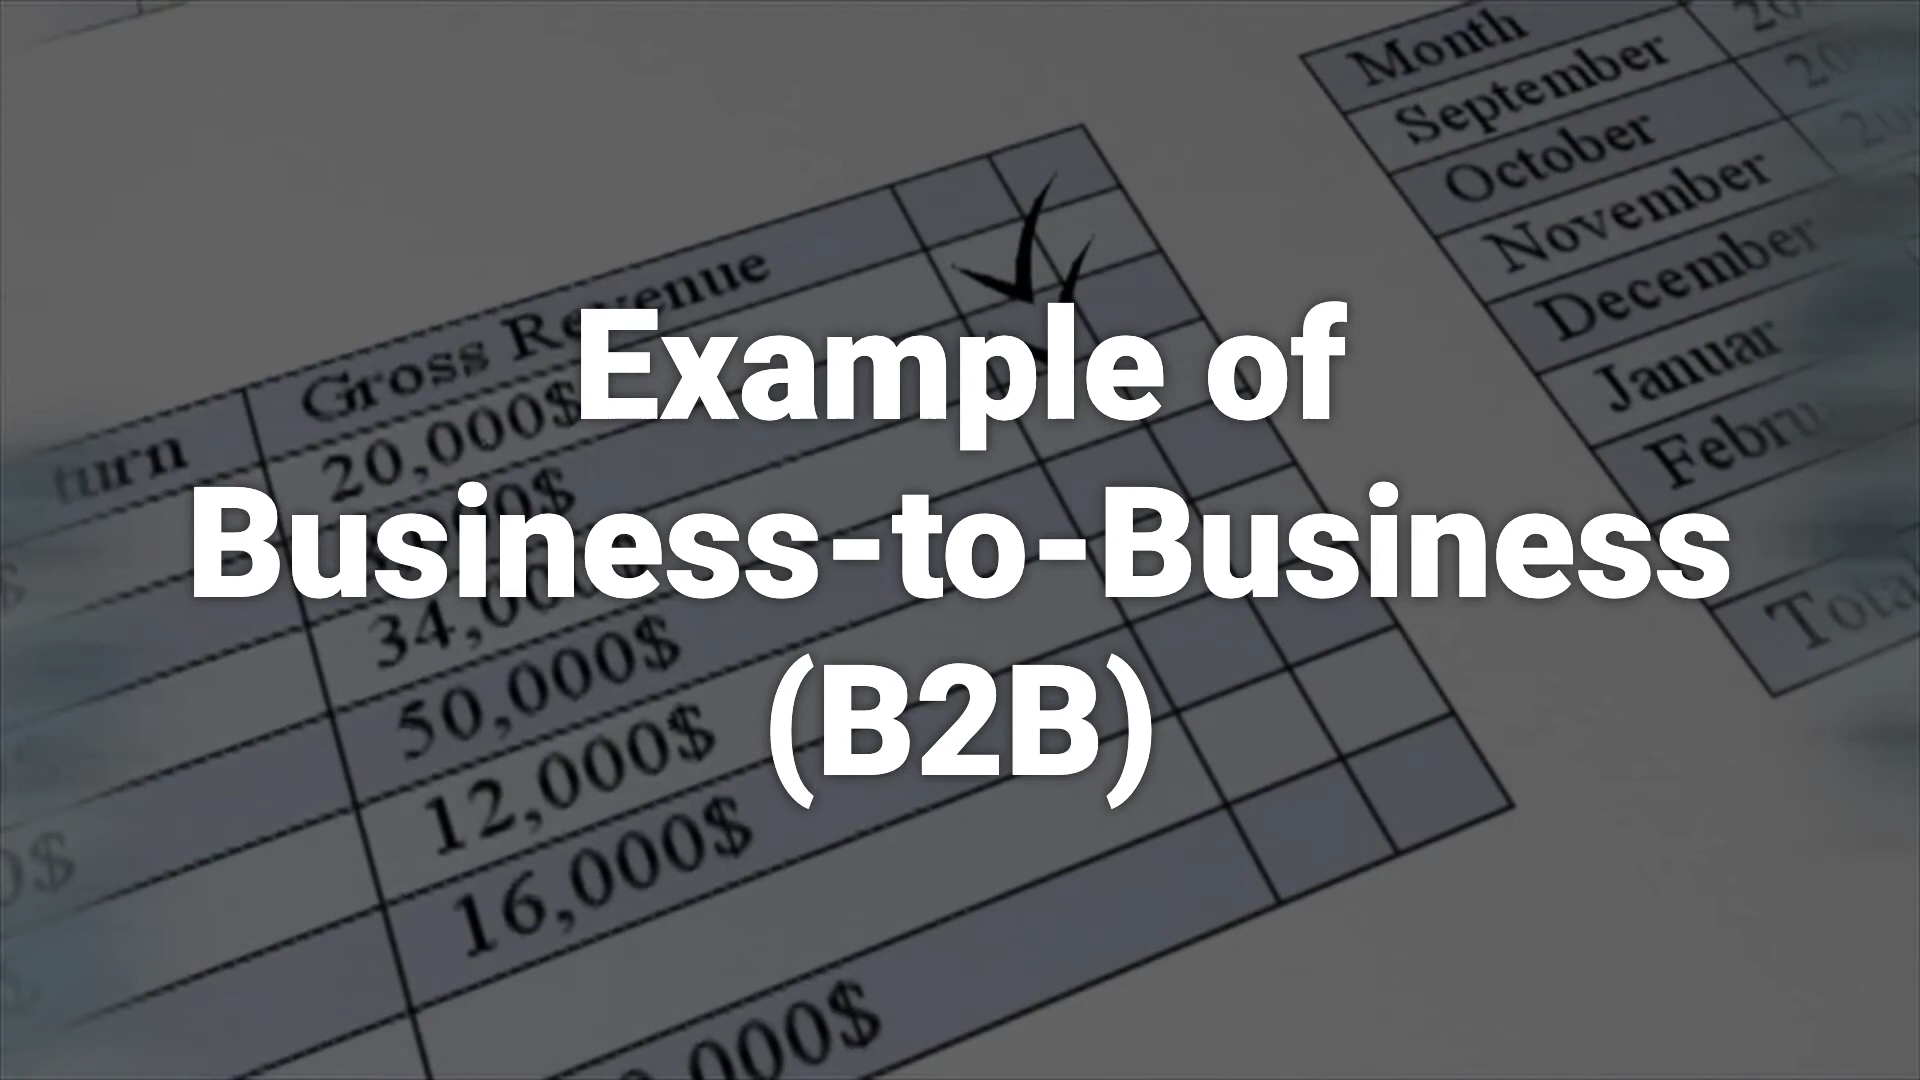 Example of
Business-to-Business
(B2B)
Month
September
October
November
December
Januar
Gross Revenue
20,000$
50,000$
12,000$
16,000$